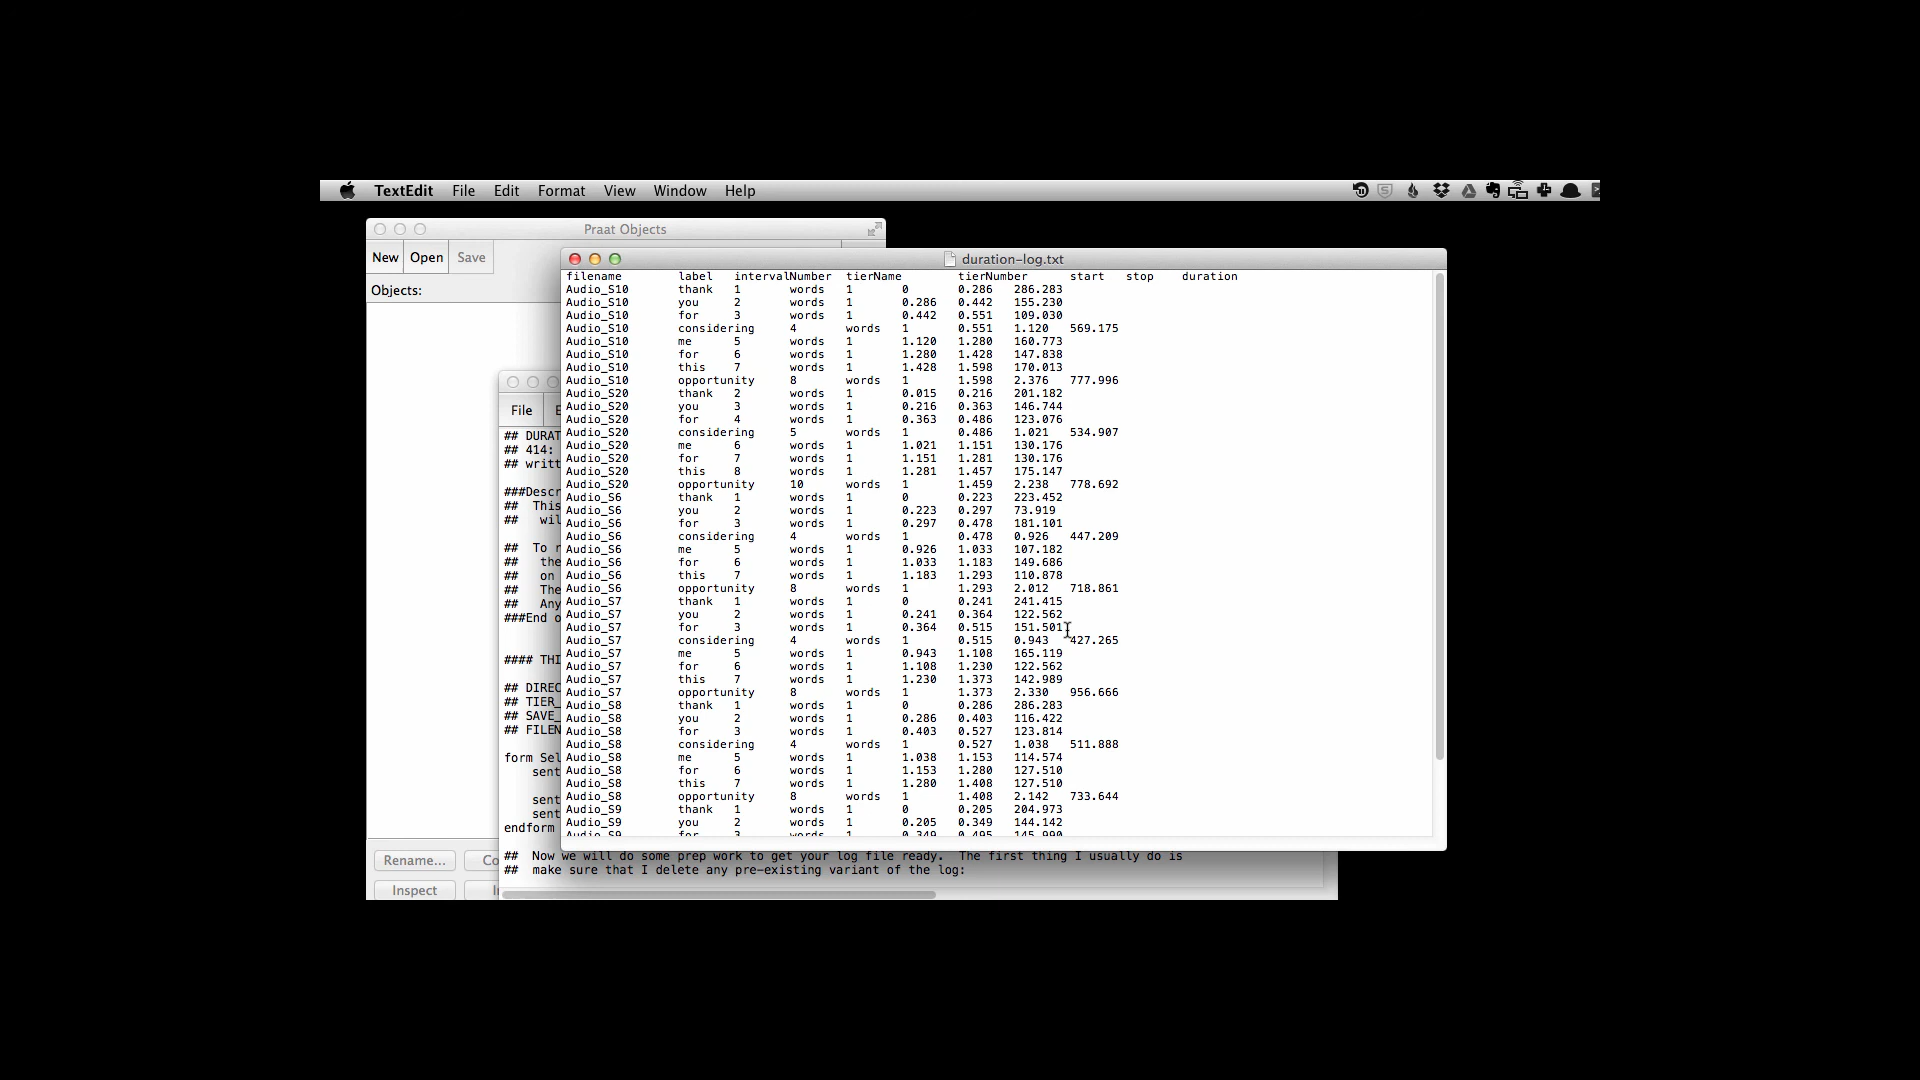 TextEdit File Edit Format View Window Help
Praat Objects
New Open Save
Objects:
duration-log.txt
filename label intervalNumber tierName tierNumber start stop duration
Audio_S10 thank 1 words 1 0 0.286 286.283
Audio_S10 you 2 words 1 0.286 0.442 155.230
Audio_S10 for 3 words 1 0.442 0.551 109.030
Audio_S10 considering 4 words 1 0.551 1.120 569.175
Audio_S10 me 5 words 1 1.120 1.280 160.773
Audio_S10 for 6 words 1 1.280 1.428 147.838
Audio_S10 this 7 words 1 1.428 1.598 170.013
Audio_S10 opportunity 8 words 1 1.598 2.376 777.996
Audio_S20 thank 2 words 1 0.015 0.216 201.182
Audio_S20 you 3 words 1 0.216 0.363 146.744
Audio_S20 for 4 words 1 0.363 0.486 123.076
Audio_S20 considering 5 words 1 0.486 1.021 534.907
Audio_S20 me 6 words 1 1.021 1.151 130.176
Audio_S20 for 7 words 1 1.151 1.281 130.176
Audio_S20 this 8 words 1 1.281 1.457 175.147
Audio_S20 opportunity 10 words 1 1.459 2.238 778.692
Audio_S6 thank 1 words 1 0 0.223 223.452
Audio_S6 you 2 words 1 0.223 0.297 73.919
Audio_S6 for 3 words 1 0.297 0.478 181.101
Audio_S6 considering 4 words 1 0.478 0.926 447.209
Audio_S6 me 5 words 1 0.926 1.033 107.182
Audio_S6 for 6 words 1 1.033 1.183 149.686
Audio_S6 this 7 words 1 1.183 1.293 110.878
Audio_S6 opportunity 8 words 1 1.293 2.012 718.861
Audio_S7 thank 1 words 1 0 0.241 241.415
Audio_S7 you 2 words 1 0.241 0.364 122.562
Audio_S7 for 3 words 1 0.364 0.515 151.501
Audio_S7 considering 4 words 1 0.515 0.943 427.265
Audio_S7 me 5 words 1 0.943 1.108 165.119
Audio_S7 for 6 words 1 1.108 1.230 122.562
Audio_S7 this 7 words 1 1.230 1.373 142.989
Audio_S7 opportunity 8 words 1 1.373 2.330 956.666
Audio_S8 thank 1 words 1 0 0.286 286.283
Audio_S8 you 2 words 1 0.286 0.403 116.422
Audio_S8 for 3 words 1 0.403 0.527 123.814
Audio_S8 considering 4 words 1 0.527 1.038 511.888
Audio_S8 me 5 words 1 1.038 1.153 114.574
Audio_S8 for 6 words 1 1.153 1.280 127.510
Audio_S8 this 7 words 1 1.280 1.408 127.510
Audio_S8 opportunity 8 words 1 1.408 2.142 733.644
Audio_S9 thank 1 words 1 0 0.205 204.973
Audio_S9 you 2 words 1 0.205 0.349 144.142
Audio_S9 for 3 words 1 0.349 0.495 145.990
File E
## DURAT
## 414:
## writt
###Descr
## This
## wil
## To r
## the
## on
## The
## Any
###End o
#### THI
## DIREC
## TIER_
## SAVE_
## FILEN
form Sel
sent
sent
sent
endform
## Now we will do some prep work to get your log file ready. The first thing I usually do is
## make sure that I delete any pre-existing variant of the log:
Rename... Co
Inspect In